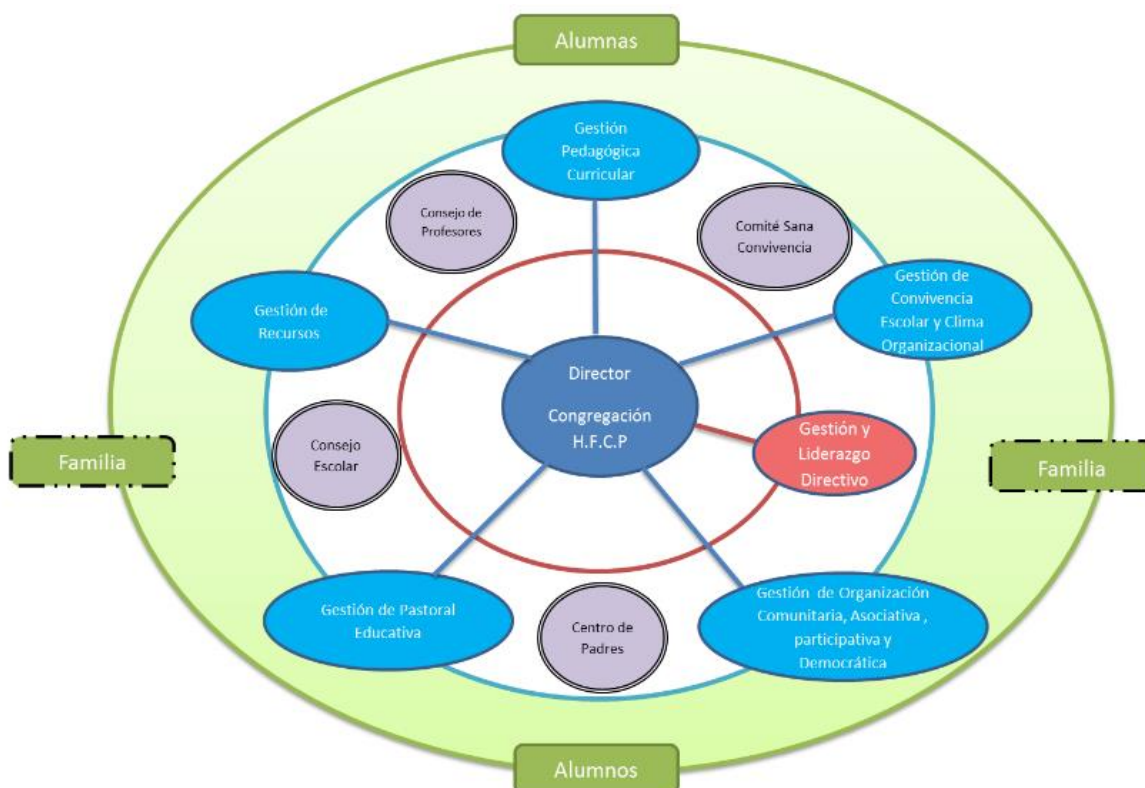 Alumnas
Gestión
Pedagógica
Curricular
Consejo de
Profesores
Comité Sana
Convivencia
Gestión de
Recursos
Gestión de
Convivencia
Escolar y Clima
Organizacional
Director
Congregación
H.F.C.P
Familia
Consejo
Escolar
Gestión y
Liderazgo
Directivo
Familia
Gestión de Pastoral
Educativa
Centro de
Padres
Gestión de Organización
Comunitaria, Asociativa ,
participativa y
Democrática
Alumnos